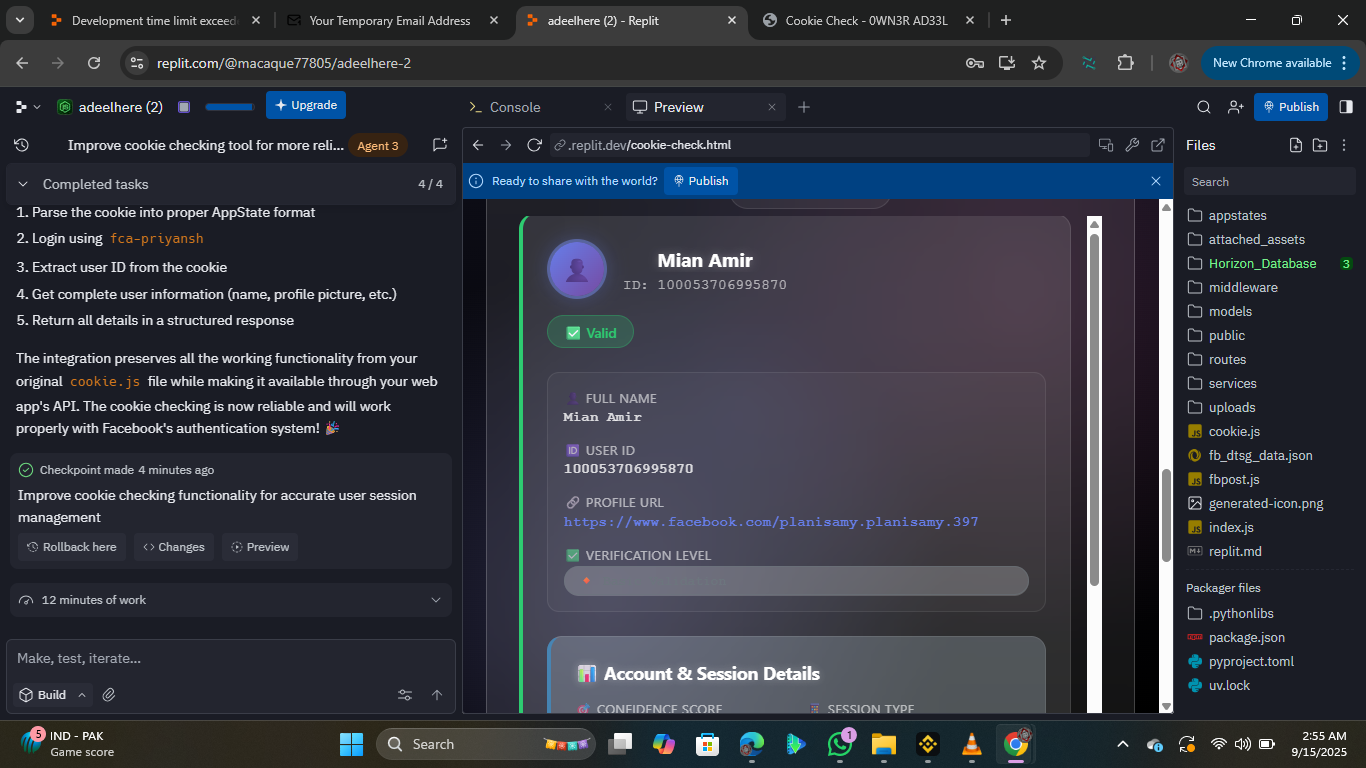 Development time limit exceed
Your Temporary Email Address
adeelhere (2) - Replit
Cookie Check - 0WN3R AD33L
replit.com/@macaque77805/adeelhere-2
New Chrome available
adeelhere (2)
Upgrade
Console
Preview
Publish
Improve cookie checking tool for more reli...
Agent 3
.replit.dev/cookie-check.html
Files
Completed tasks
4 / 4
Ready to share with the world?
Publish
Search
1. Parse the cookie into proper AppState format
2. Login using fca-priyansh
3. Extract user ID from the cookie
4. Get complete user information (name, profile picture, etc.)
5. Return all details in a structured response
The integration preserves all the working functionality from your
original cookie.js file while making it available through your web
app's API. The cookie checking is now reliable and will work
properly with Facebook's authentication system! 🎉
Checkpoint made 4 minutes ago
Improve cookie checking functionality for accurate user session
management
Rollback here
Changes
Preview
12 minutes of work
Make, test, iterate...
Build
Mian Amir
ID: 100053706995870
✅ Valid
👤 FULL NAME
Mian Amir
🆔 USER ID
100053706995870
🔗 PROFILE URL
https://www.facebook.com/planisamy.planisamy.397
✅ VERIFICATION LEVEL
📊 Account & Session Details
🎯 CONFIDENCE SCORE
SESSION TYPE
appstates
attached_assets
Horizon_Database
3
middleware
models
public
routes
services
uploads
JS cookie.js
fb_dtsg_data.json
JS fbpost.js
generated-icon.png
JS index.js
replit.md
Packager files
.pythonlibs
package.json
pyproject.toml
uv.lock
5
IND - PAK
Game score
Search
1
2:55 AM
9/15/2025